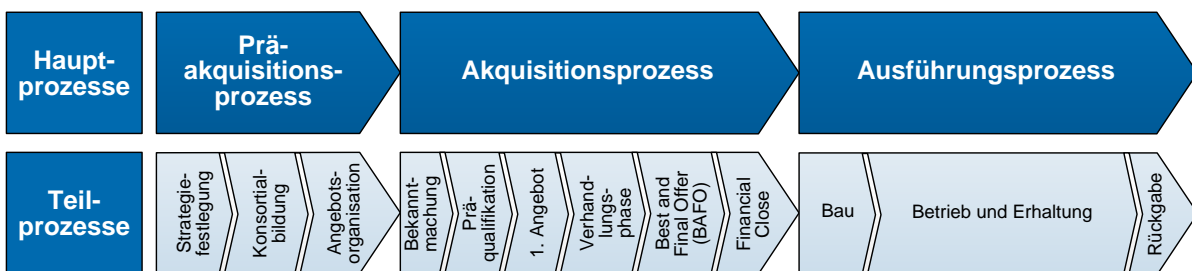 Haupt-
prozesse
Prä-
akquisitions-
prozess
Akquisitionsprozess
Ausführungsprozess
Teil-
prozesse
Strategie-
festlegung
Konsortial-
bildung
Angebots-
organisation
Bekannt-
machung
Prä-
qualifikation
1. Angebot
Verhand-
lungs-
phase
Best and
Final Offer
(BAFO)
Financial
Close
Bau
Betrieb und Erhaltung
Rückgabe